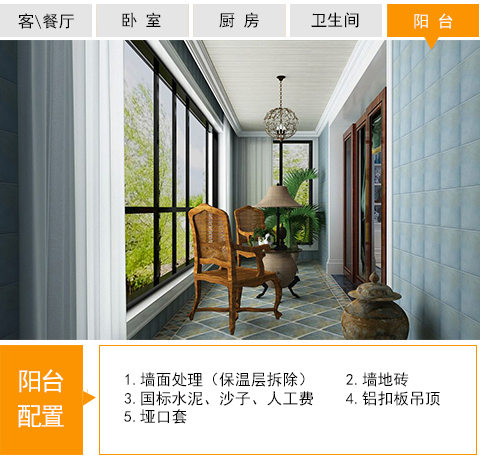 客\餐厅 卧 室 厨 房 卫生间 阳 台
阳台
配置
1.墙面处理（保温层拆除） 2.墙地砖
3.国标水泥、沙子、人工费 4.铝扣板吊顶
5.垭口套